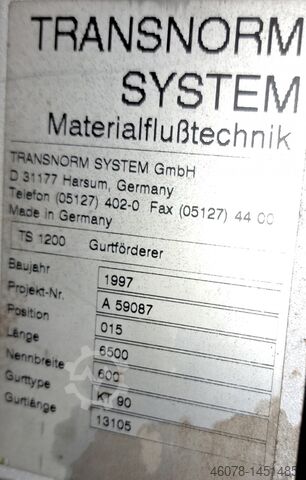 TRANSNORM
SYSTEM
Materialflußtechnik
TRANSNORM SYSTEM GmbH
D 31177 Harsum, Germany
Telefon (05127) 402-0 Fax (05127) 44 00
Made in Germany
TS 1200 Gurtförderer
Baujahr 1997
Projekt-Nr. A 59087
Position 015
Länge 6500
Nennbreite 600
Gurttype KT 90
Gurtlänge 13105
46078-1451485